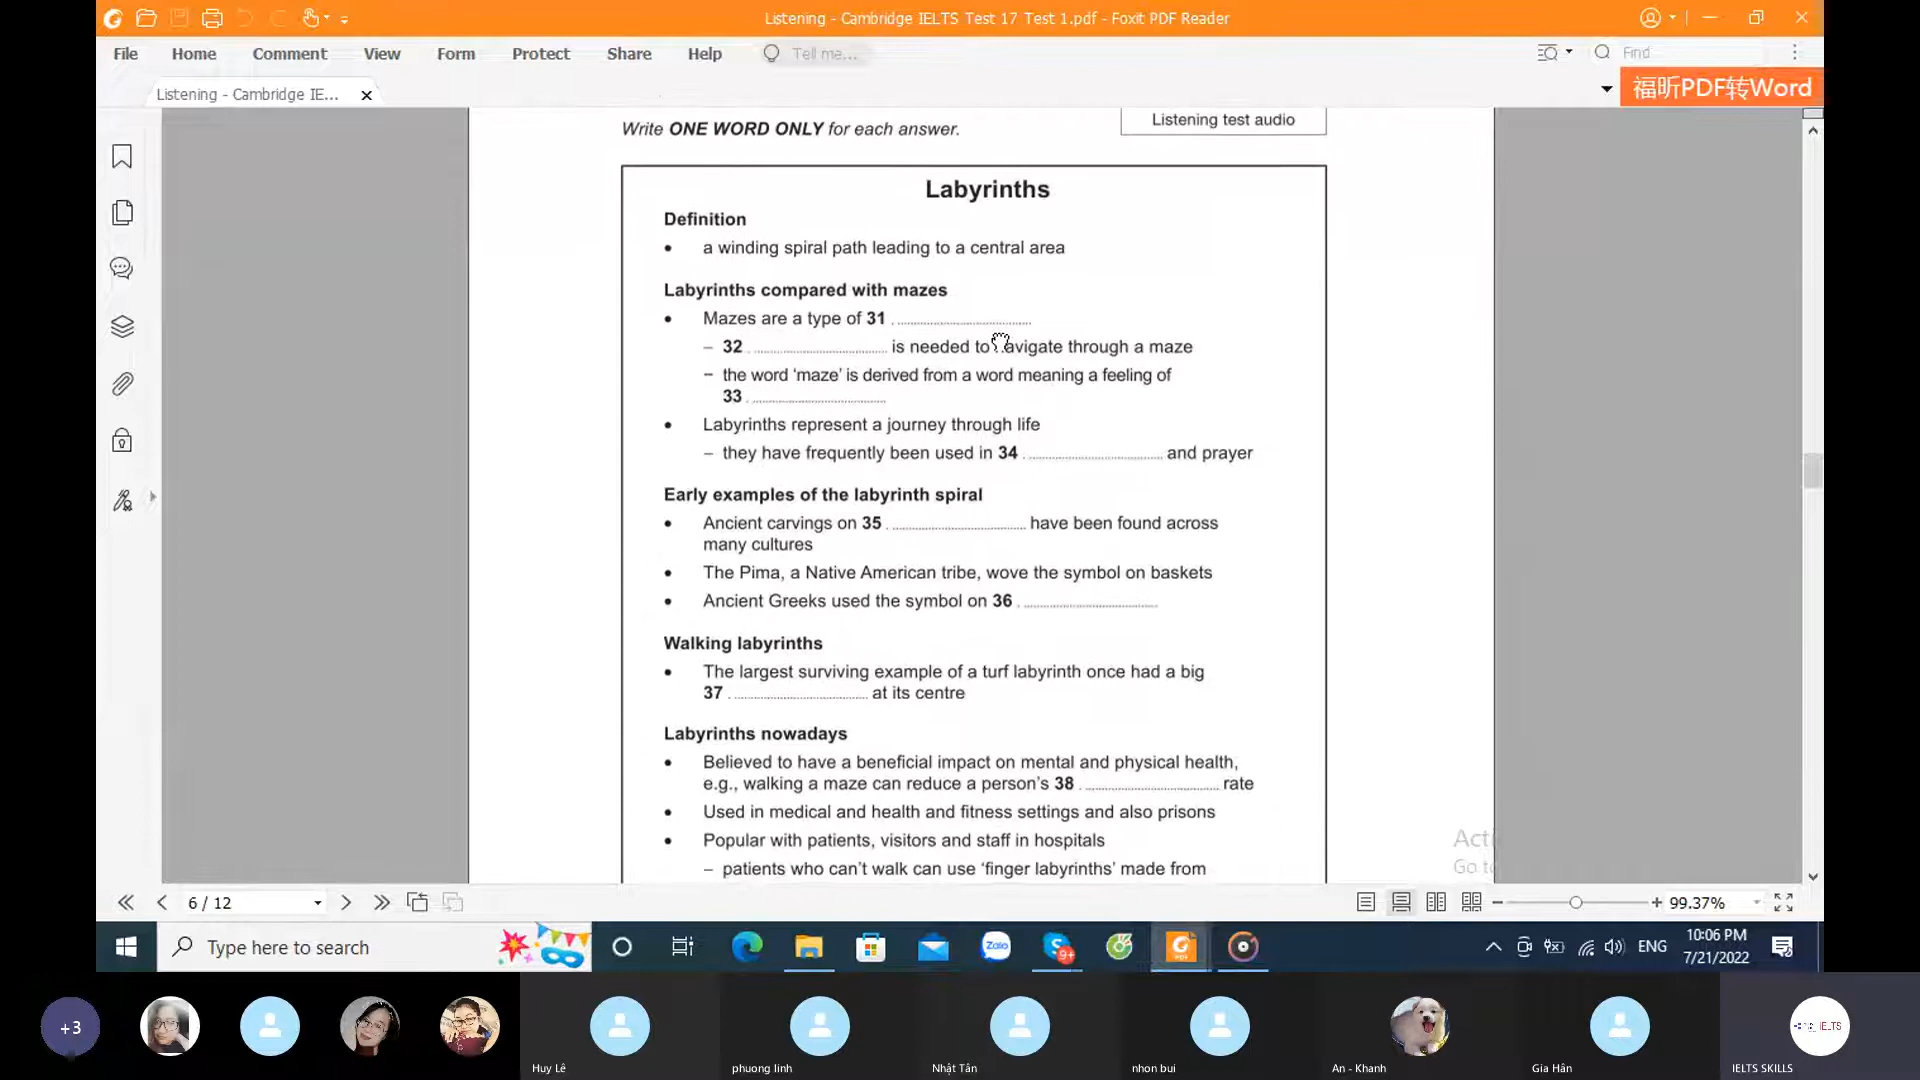 Listening - Cambridge IELTS Test 17 Test 1.pdf - Foxit PDF Reader
File Home Comment View Form Protect Share Help Tell me... Find
Listening - Cambridge IE...
福昕PDF转Word
Write ONE WORD ONLY for each answer.
Listening test audio
Labyrinths
Definition
• a winding spiral path leading to a central area
Labyrinths compared with mazes
• Mazes are a type of 31 ....................
– 32 .................... is needed to navigate through a maze
– the word ‘maze’ is derived from a word meaning a feeling of
33 ....................
• Labyrinths represent a journey through life
– they have frequently been used in 34 .................... and prayer
Early examples of the labyrinth spiral
• Ancient carvings on 35 .................... have been found across
many cultures
• The Pima, a Native American tribe, wove the symbol on baskets
• Ancient Greeks used the symbol on 36 ....................
Walking labyrinths
• The largest surviving example of a turf labyrinth once had a big
37 .................... at its centre
Labyrinths nowadays
• Believed to have a beneficial impact on mental and physical health,
e.g., walking a maze can reduce a person’s 38 .................... rate
• Used in medical and health and fitness settings and also prisons
• Popular with patients, visitors and staff in hospitals
– patients who can’t walk can use ‘finger labyrinths’ made from
Acti
Go to
6 / 12
99.37%
Type here to search
Zalo
9+
ENG
10:06 PM
7/21/2022
+3
Huy Lê
phuong linh
Nhật Tân
nhon bui
An - Khanh
Gia Hân
IELTS
IELTS SKILLS